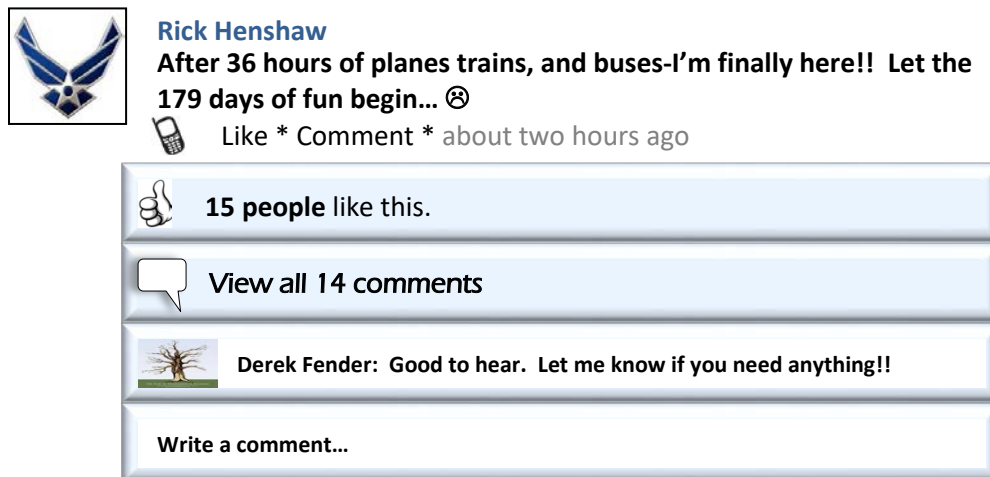 Rick Henshaw
After 36 hours of planes trains, and buses-I’m finally here!! Let the
179 days of fun begin… ☹
Like * Comment * about two hours ago
15 people like this.
View all 14 comments
Derek Fender: Good to hear. Let me know if you need anything!!
Write a comment…